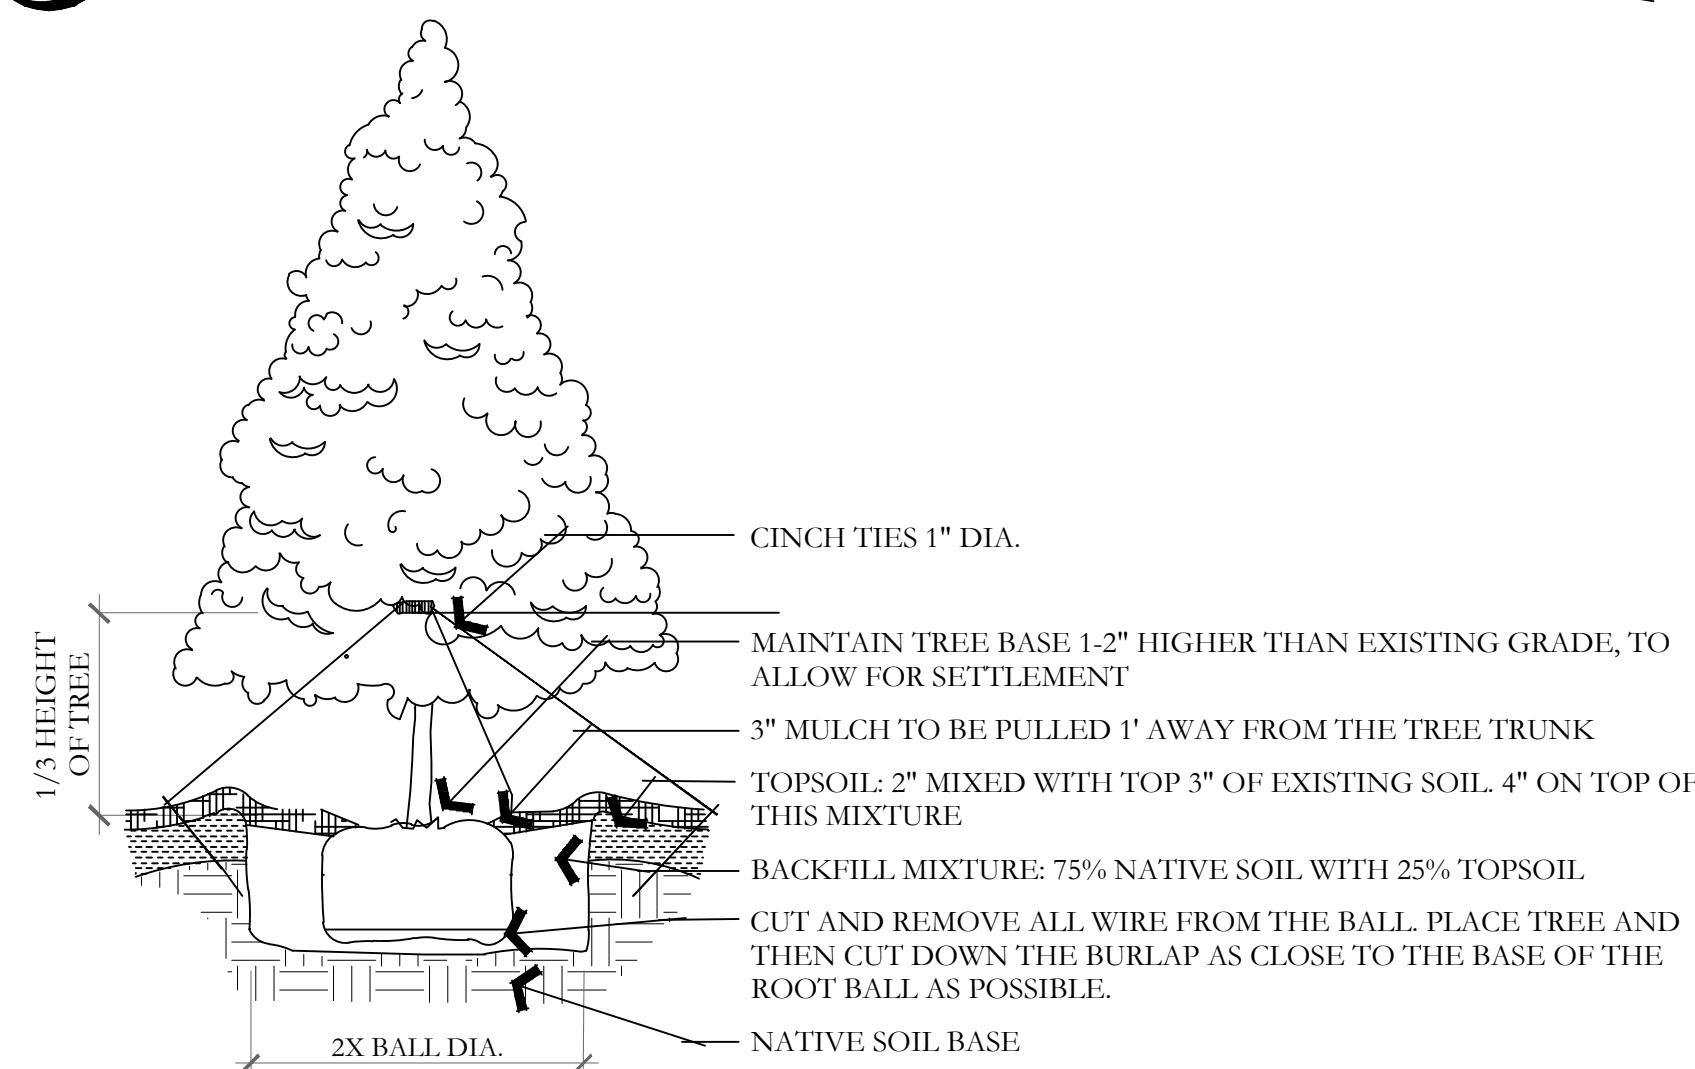 CINCH TIES 1" DIA.
MAINTAIN TREE BASE 1-2" HIGHER THAN EXISTING GRADE, TO
ALLOW FOR SETTLEMENT
3" MULCH TO BE PULLED 1' AWAY FROM THE TREE TRUNK
TOPSOIL: 2" MIXED WITH TOP 3" OF EXISTING SOIL. 4" ON TOP OF
THIS MIXTURE
BACKFILL MIXTURE: 75% NATIVE SOIL WITH 25% TOPSOIL
CUT AND REMOVE ALL WIRE FROM THE BALL. PLACE TREE AND
THEN CUT DOWN THE BURLAP AS CLOSE TO THE BASE OF THE
ROOT BALL AS POSSIBLE.
NATIVE SOIL BASE
1/3 HEIGHT
OF TREE
2X BALL DIA.